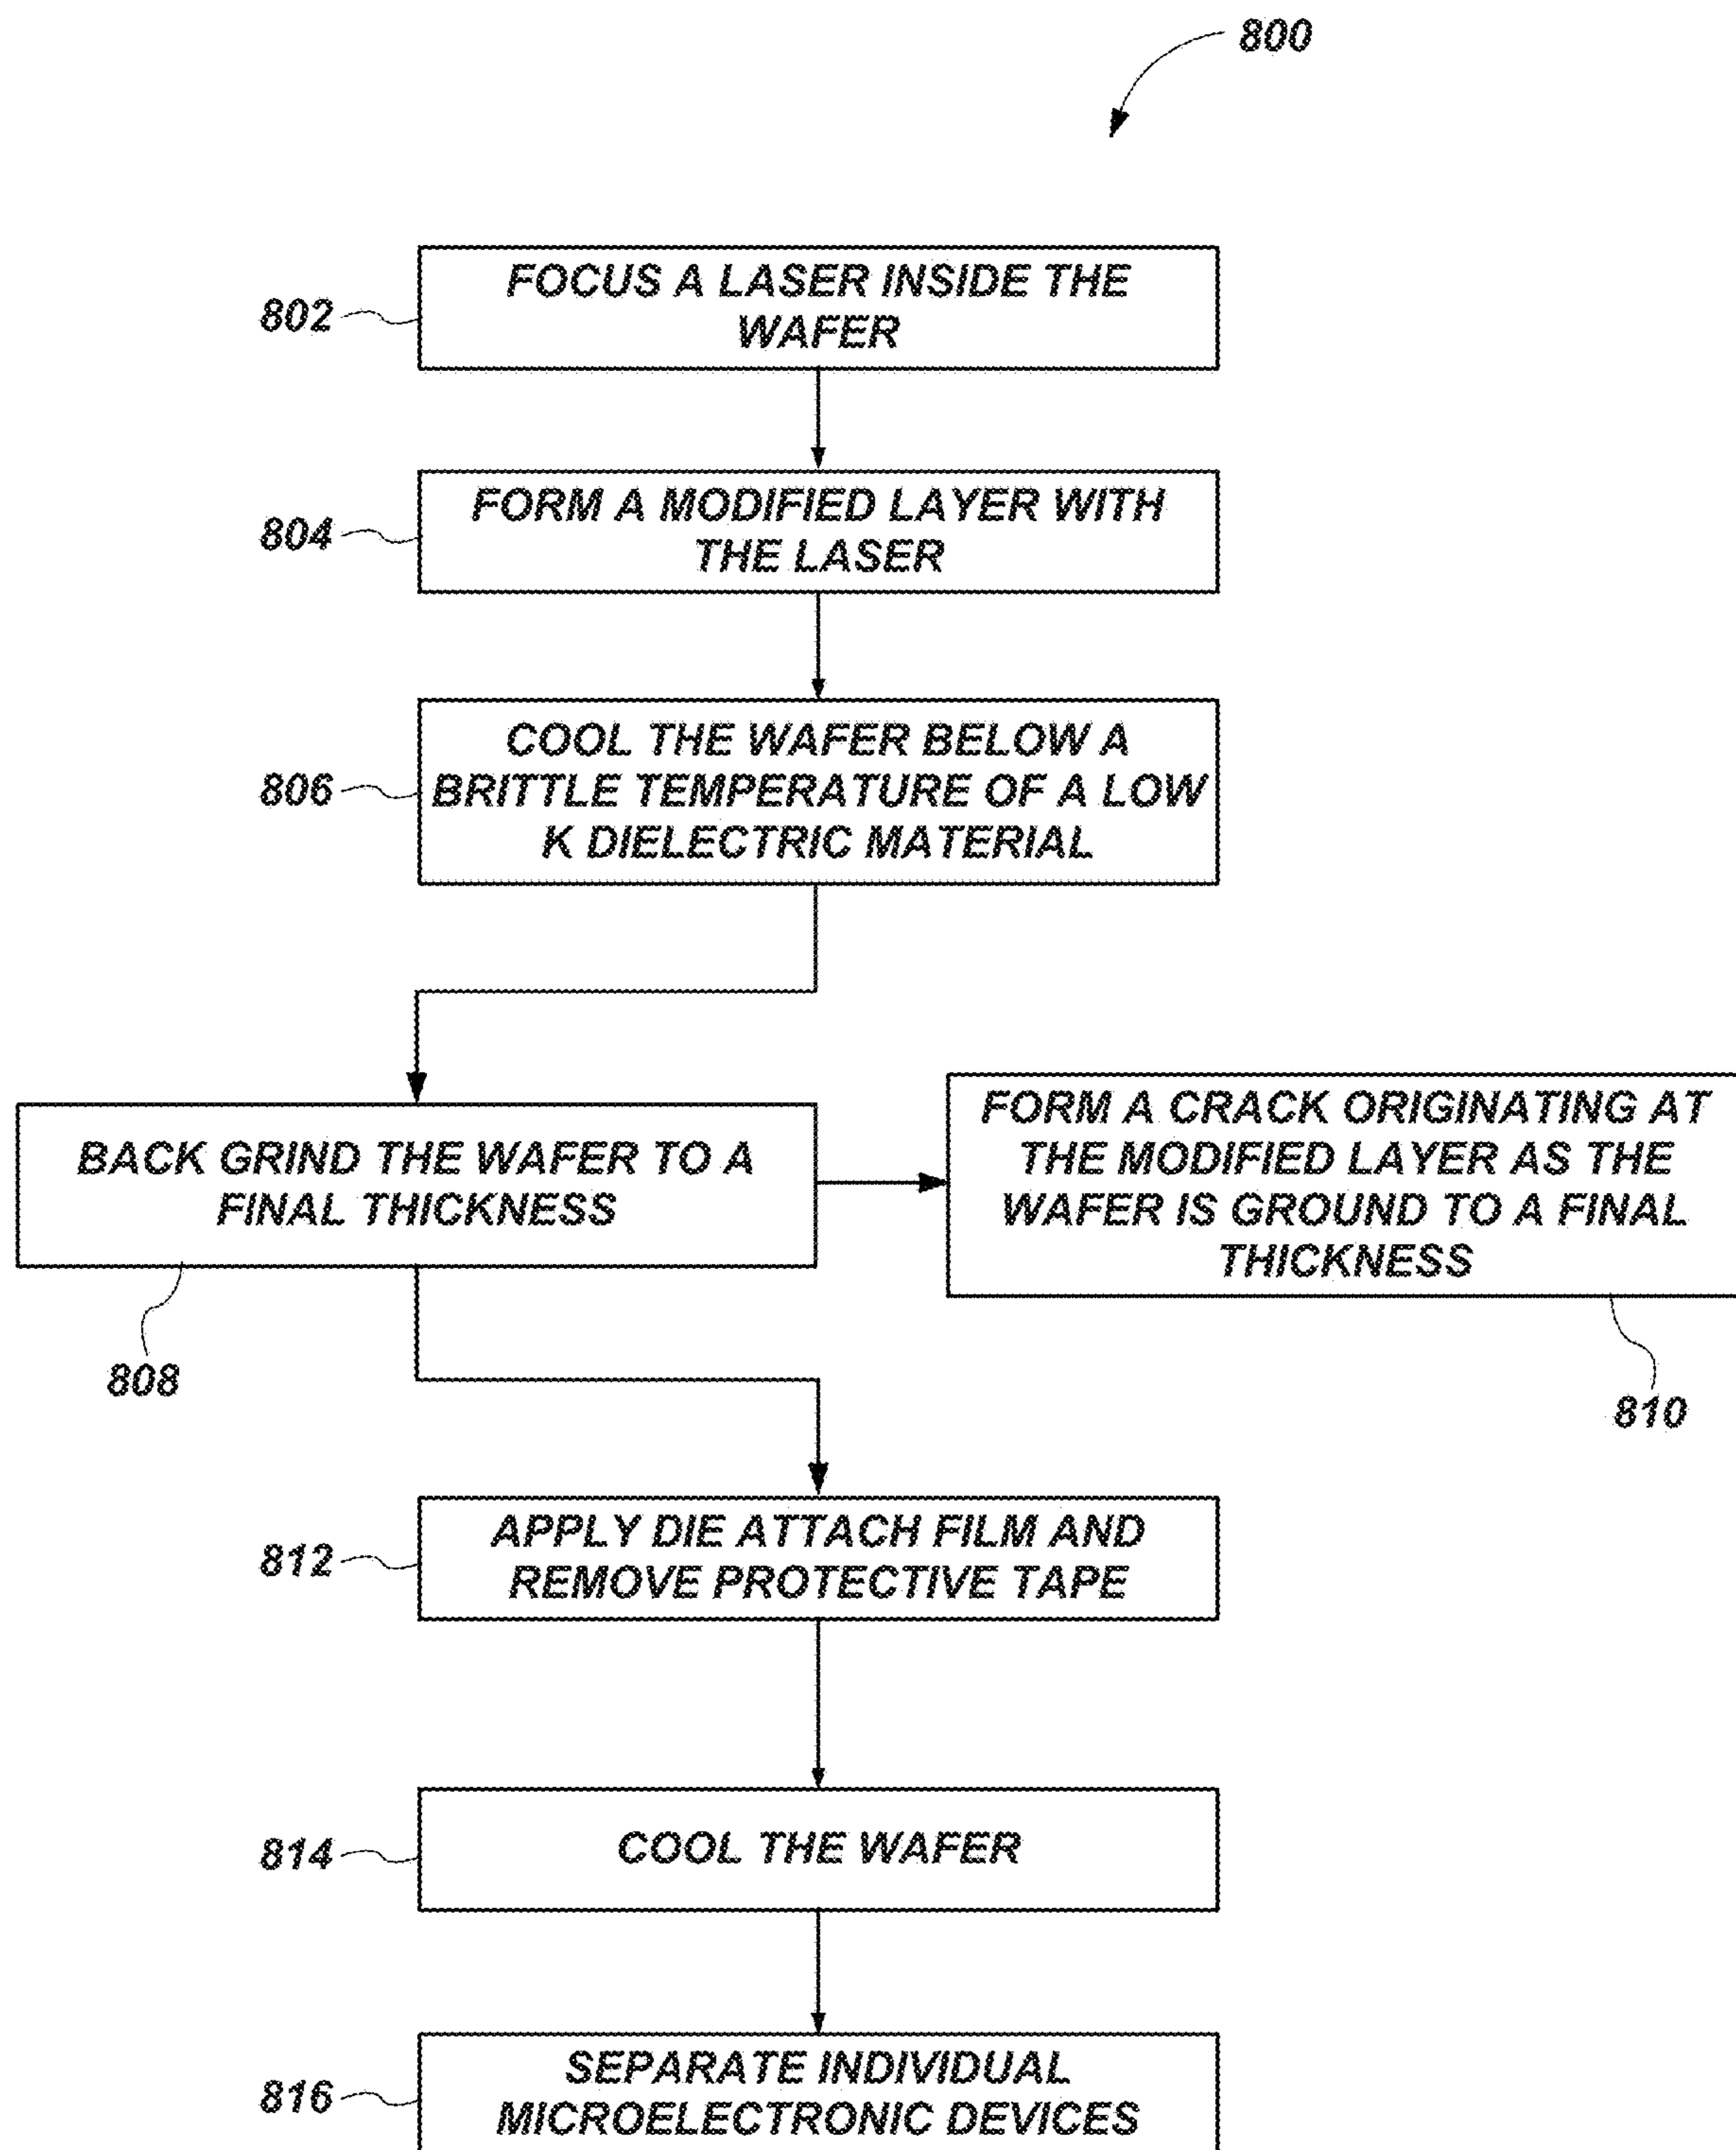 800
802
FOCUS A LASER INSIDE THE
WAFER
804
FORM A MODIFIED LAYER WITH
THE LASER
806
COOL THE WAFER BELOW A
BRITTLE TEMPERATURE OF A LOW
K DIELECTRIC MATERIAL
BACK GRIND THE WAFER TO A
FINAL THICKNESS
808
FORM A CRACK ORIGINATING AT
THE MODIFIED LAYER AS THE
WAFER IS GROUND TO A FINAL
THICKNESS
810
812
APPLY DIE ATTACH FILM AND
REMOVE PROTECTIVE TAPE
814
COOL THE WAFER
816
SEPARATE INDIVIDUAL
MICROELECTRONIC DEVICES